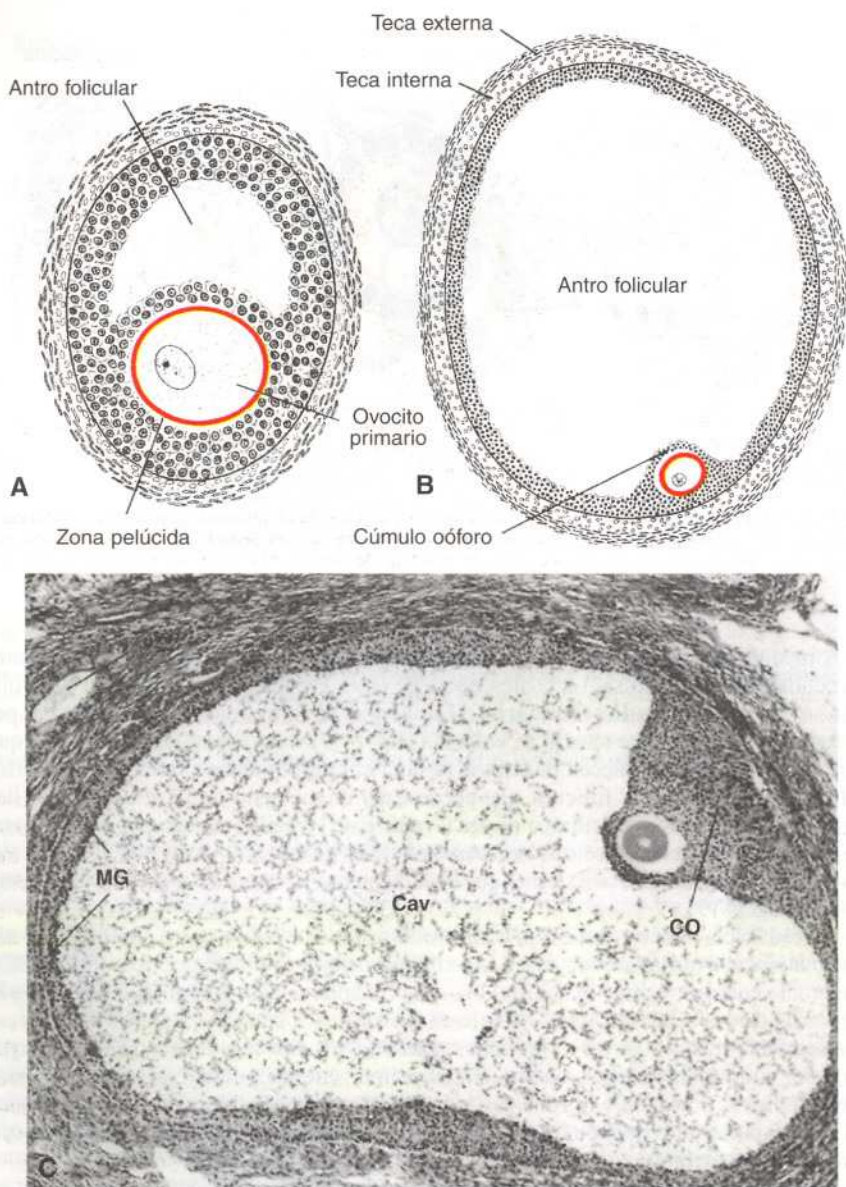 Teca externa
Teca interna
Antro folicular
Antro folicular
Ovocito
primario
A
B
Zona pelúcida
Cúmulo oóforo
MG
Cav
CO
C